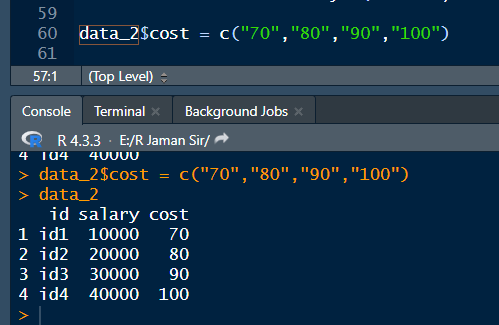 59
60 data_2$cost = c("70","80","90","100")
61
57:1 (Top Level)
Console Terminal Background Jobs
R 4.3.3 · E:/R Jaman Sir/
4 id4 40000
> data_2$cost = c("70","80","90","100")
> data_2
id salary cost
1 id1 10000 70
2 id2 20000 80
3 id3 30000 90
4 id4 40000 100
>